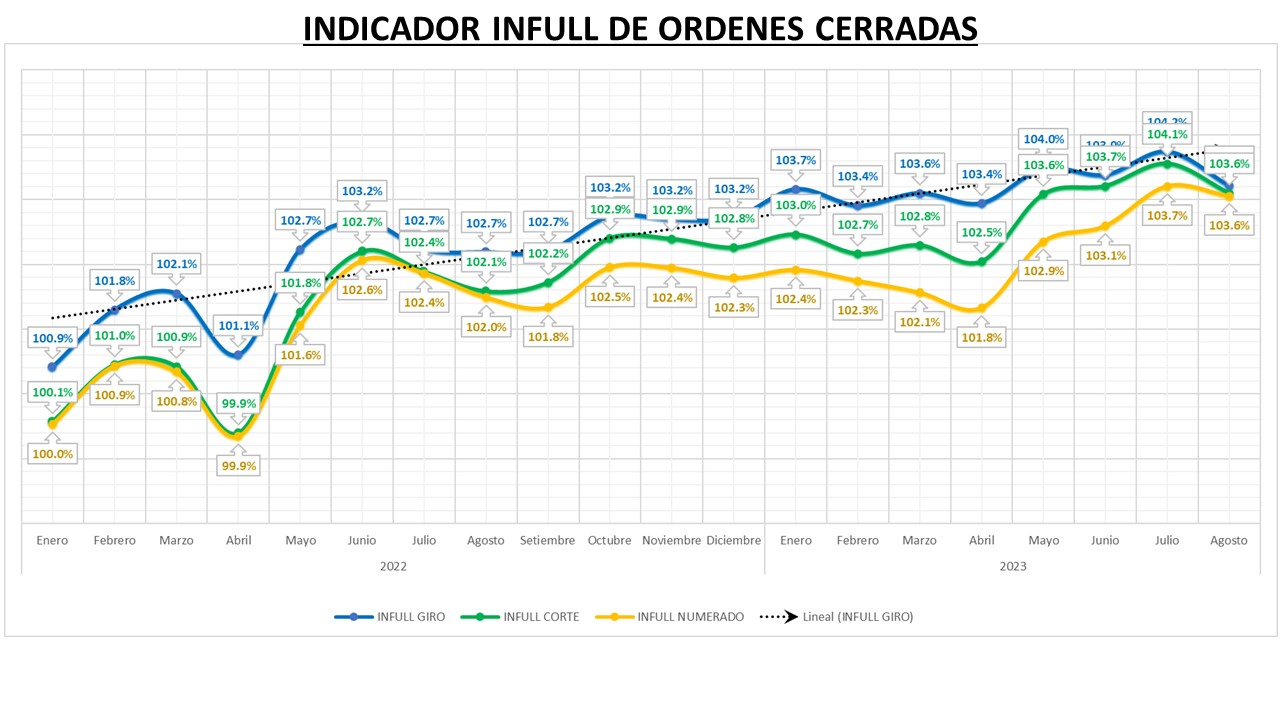 INDICADOR INFULL DE ORDENES CERRADAS
104.2%
104.1%
104.0% 103.9%
103.7% 103.6% 103.6% 103.7% 103.6%
103.4% 103.4%
103.2% 103.2% 103.2% 103.2%
102.7% 102.7% 102.7% 102.7% 102.7% 102.9% 102.9% 102.8% 103.0% 102.7% 102.8% 102.5% 103.7% 103.6%
102.4% 102.1% 102.2%
101.8% 102.1% 101.8% 102.6% 102.4% 102.0% 101.8% 102.5% 102.4% 102.3% 102.4% 102.3% 102.1% 101.8% 102.9% 103.1%
100.9% 101.0% 100.9% 101.1% 101.6%
100.1% 100.9% 100.8% 99.9%
100.0% 99.9%
Enero Febrero Marzo Abril Mayo Junio Julio Agosto Setiembre Octubre Noviembre Diciembre Enero Febrero Marzo Abril Mayo Junio Julio Agosto
2022 2023
INFULL GIRO INFULL CORTE INFULL NUMERADO Lineal (INFULL GIRO)